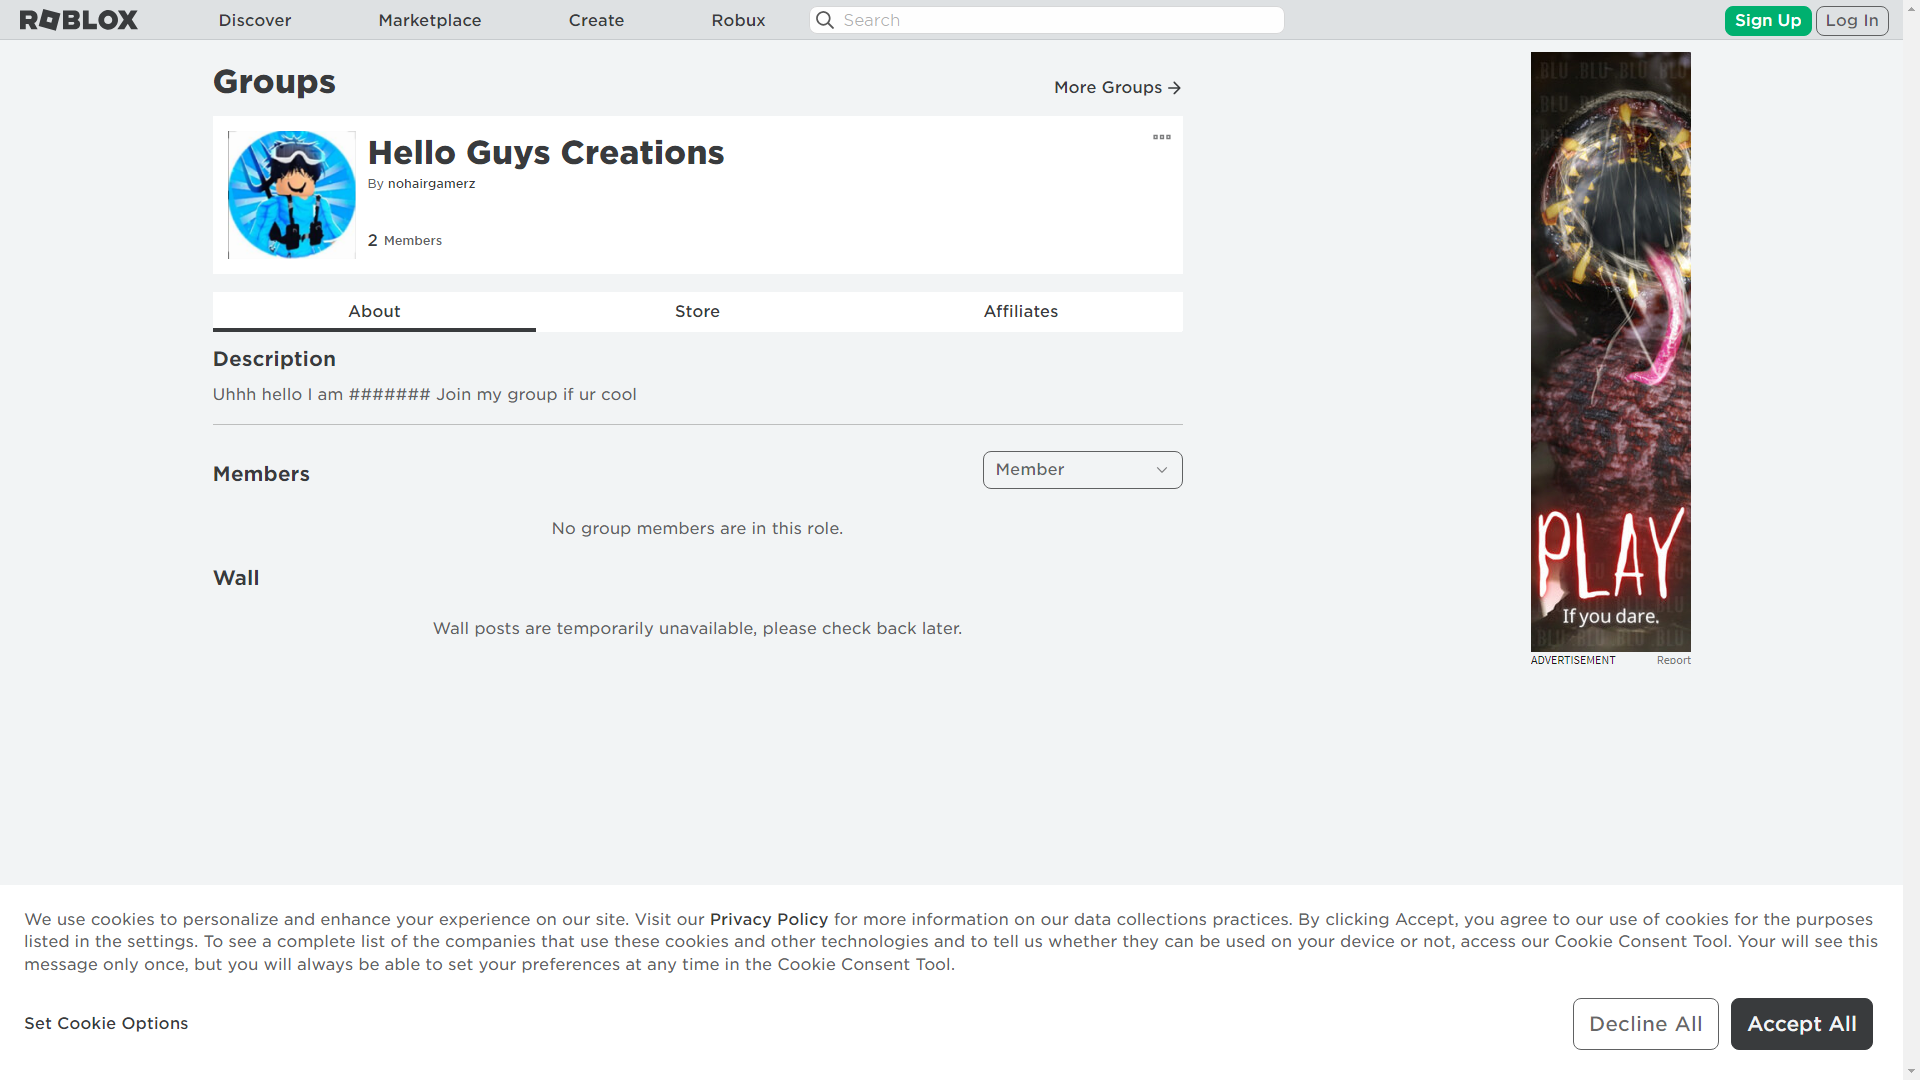 ROBLOX
Discover
Marketplace
Create
Robux
Search
Sign Up
Log In
Groups
More Groups
Hello Guys Creations
By nohairgamerz
2 Members
About
Store
Affiliates
Description
Uhhh hello I am ####### Join my group if ur cool
Members
Member
No group members are in this role.
Wall
Wall posts are temporarily unavailable, please check back later.
PLAY
If you dare.
ADVERTISEMENT
Report
We use cookies to personalize and enhance your experience on our site. Visit our Privacy Policy for more information on our data collections practices. By clicking Accept, you agree to our use of cookies for the purposes
listed in the settings. To see a complete list of the companies that use these cookies and other technologies and to tell us whether they can be used on your device or not, access our Cookie Consent Tool. Your will see this
message only once, but you will always be able to set your preferences at any time in the Cookie Consent Tool.
Set Cookie Options
Decline All
Accept All